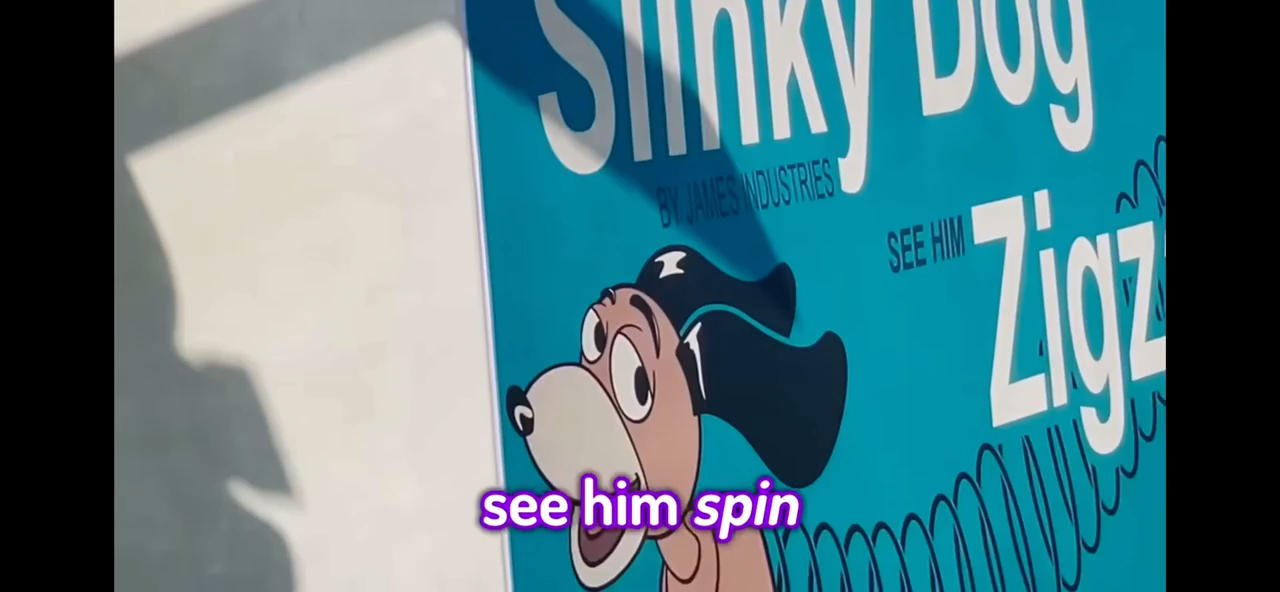 Slinky Dog
BY JAMES INDUSTRIES
SEE HIM
Zigz
see him spin